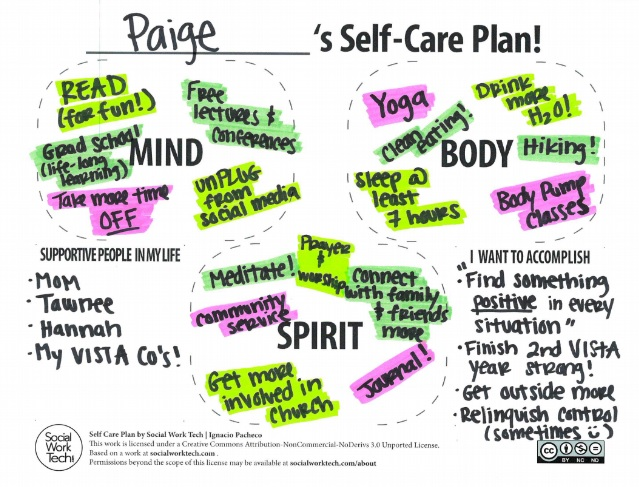 Paige 's Self-Care Plan!
READ
(for fun!)
Free
lectures &
conferences
Grad School
(life-long
learning)
MIND
Take more time
OFF
UNPLUG
from
social media
Yoga
Drink
more
H2O!
Clean
eating!
BODY
Hiking!
Sleep @
least
7 hours
Body Pump
Classes
SUPPORTIVE PEOPLE IN MY LIFE
• Mom
• Tawnee
• Hannah
• My VISTA Co's!
Meditate!
Prayer
&
worship
Connect
with family
& friends
more
Community
service
SPIRIT
Get more
involved in
church
Journal!
I WANT TO ACCOMPLISH
• "Find something
positive in every
situation"
• Finish 2nd VISTA
year strong!
• Get outside more
• Relinquish control
(sometimes ü)
Social
Work
Tech!
Self Care Plan by Social Work Tech | Ignacio Pacheco
This work is licensed under a Creative Commons Attribution-NonCommercial-NoDerivs 3.0 Unported License.
Based on a work at socialworktech.com .
Permissions beyond the scope of this license may be available at socialworktech.com/about
cc
BY NC ND